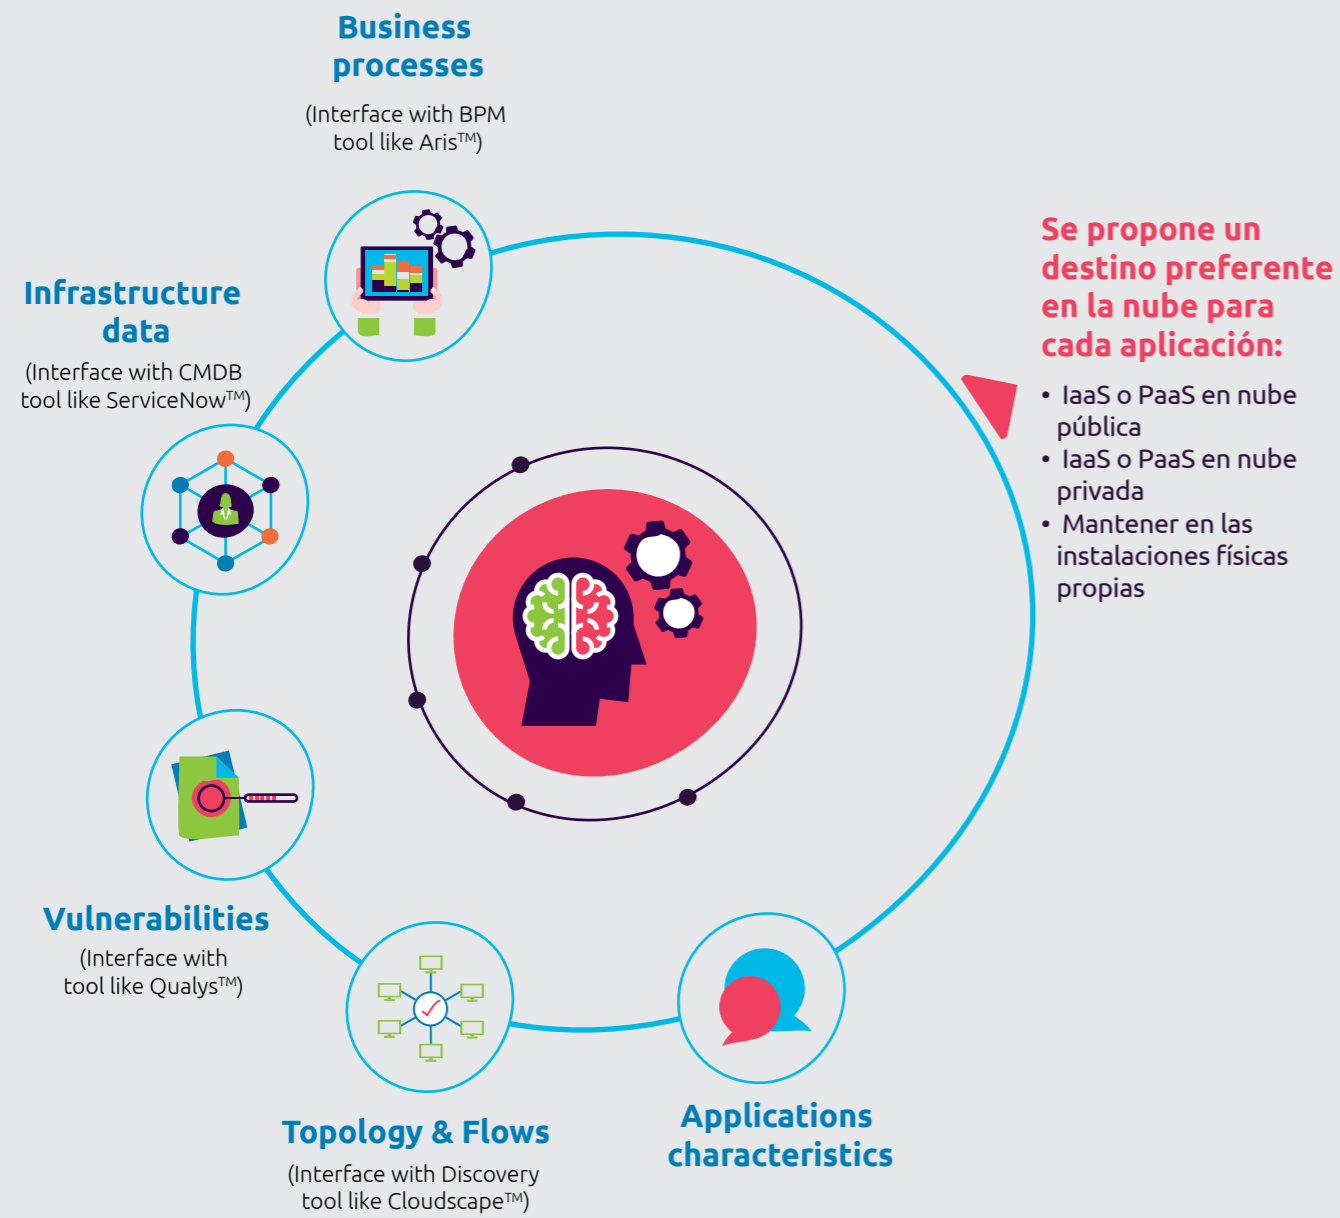 Business
processes
(Interface with BPM
tool like Aris™)
Infrastructure
data
(Interface with CMDB
tool like ServiceNow™)
Vulnerabilities
(Interface with
tool like Qualys™)
Topology & Flows
(Interface with Discovery
tool like Cloudscape™)
Applications
characteristics
Se propone un
destino preferente
en la nube para
cada aplicación:
• IaaS o PaaS en nube
pública
• IaaS o PaaS en nube
privada
• Mantener en las
instalaciones físicas
propias